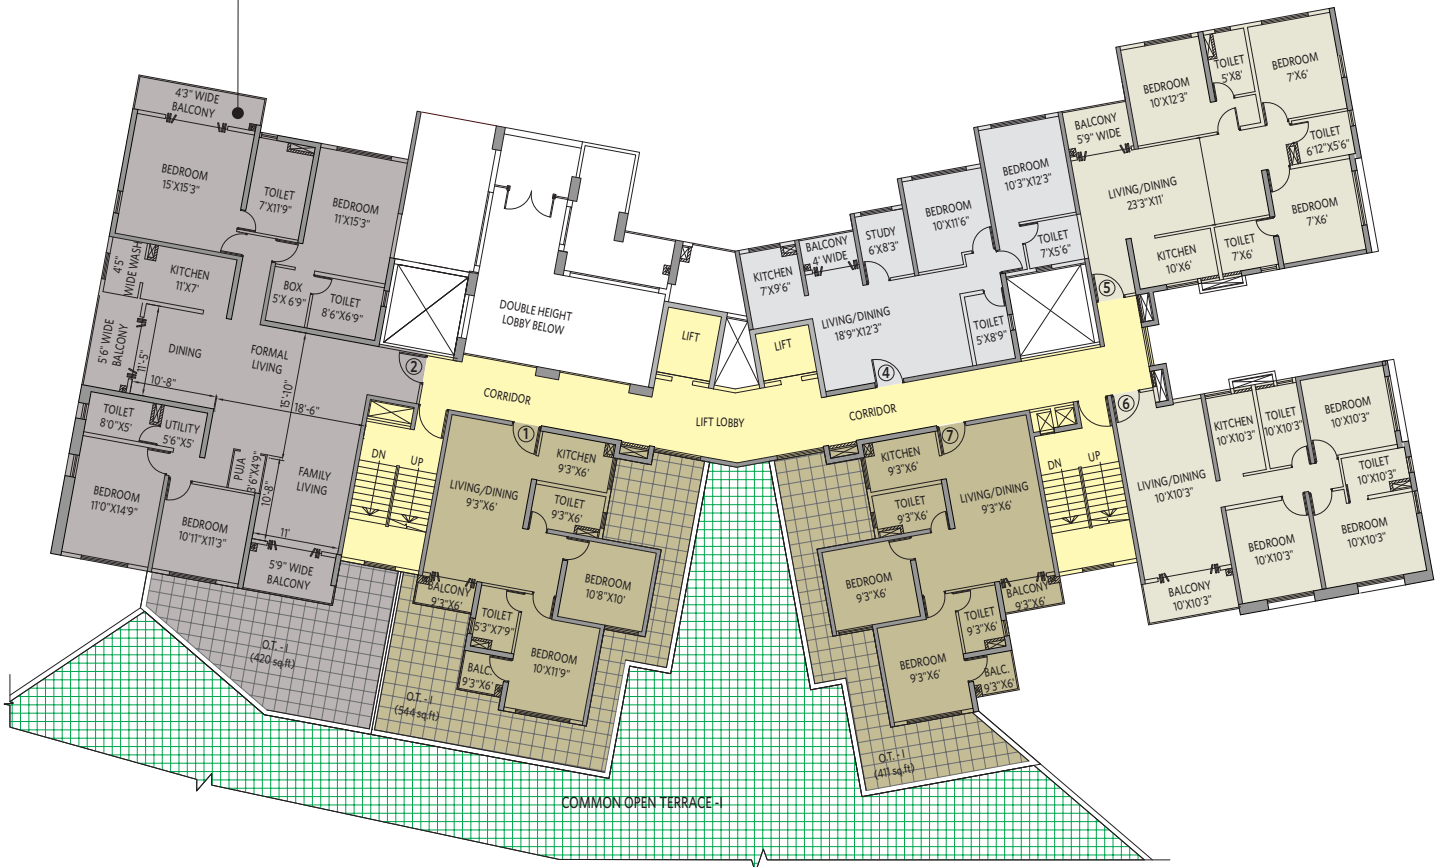 4'3" WIDE
BALCONY
BEDROOM
15'X15'3"
TOILET
7'X11'9"
BEDROOM
11'X15'3"
4'5"
WIDE WASH
KITCHEN
11'X7'
BOX
5'X 6'9"
TOILET
8'6"X6'9"
5'6" WIDE
BALCONY
11'-5"
DINING
10'-8"
FORMAL
LIVING
15'-10"
18'-6"
2
TOILET
8'0"X5'
UTILITY
5'6"X5'
PUJA
3'6"X4'9"
10'-8"
FAMILY
LIVING
11'
BEDROOM
11'0"X14'9"
BEDROOM
10'11"X11'3"
5'9" WIDE
BALCONY
O.T. - I
(420 sq.ft)
DOUBLE HEIGHT
LOBBY BELOW
LIFT
LIFT
CORRIDOR
LIFT LOBBY
CORRIDOR
DN
UP
1
KITCHEN
9'3"X6'
LIVING/DINING
9'3"X6'
TOILET
9'3"X6'
BEDROOM
10'8"X10'
BALCONY
9'3"X6'
TOILET
5'3"X7'9"
BEDROOM
10'X11'9"
BALC.
9'3"X6'
O.T. - I
(544 sq.ft)
KITCHEN
7'X9'6"
BALCONY
4' WIDE
STUDY
6'X8'3"
BEDROOM
10'X11'6"
BEDROOM
10'3"X12'3"
TOILET
7'X5'6"
LIVING/DINING
18'9"X12'3"
TOILET
5'X8'9"
4
BALCONY
5'9" WIDE
BEDROOM
10'X12'3"
TOILET
5'X8'
BEDROOM
7'X6'
TOILET
6'12"X5'6"
LIVING/DINING
23'3"X11'
BEDROOM
7'X6'
KITCHEN
10'X6'
TOILET
7'X6'
5
6
KITCHEN
10'X10'3"
TOILET
10'X10'3"
BEDROOM
10'X10'3"
TOILET
10'X10'3"
LIVING/DINING
10'X10'3"
BEDROOM
10'X10'3"
BEDROOM
10'X10'3"
BALCONY
10'X10'3"
7
KITCHEN
9'3"X6'
LIVING/DINING
9'3"X6'
TOILET
9'3"X6'
DN
UP
BEDROOM
9'3"X6'
BALCONY
9'3"X6'
TOILET
9'3"X6'
BEDROOM
9'3"X6'
BALC.
9'3"X6'
O.T. - I
(411 sq.ft)
COMMON OPEN TERRACE -I